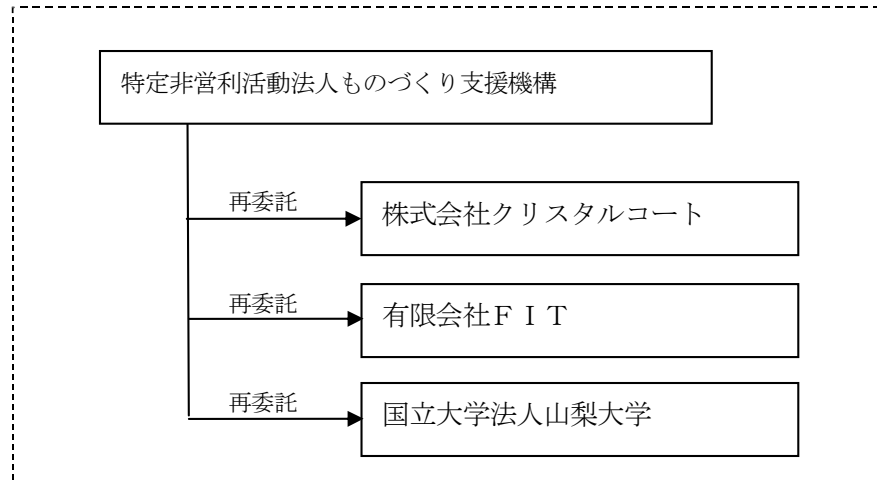 特定非営利活動法人ものづくり支援機構
再委託
株式会社クリスタルコート
再委託
有限会社ＦＩＴ
再委託
国立大学法人山梨大学